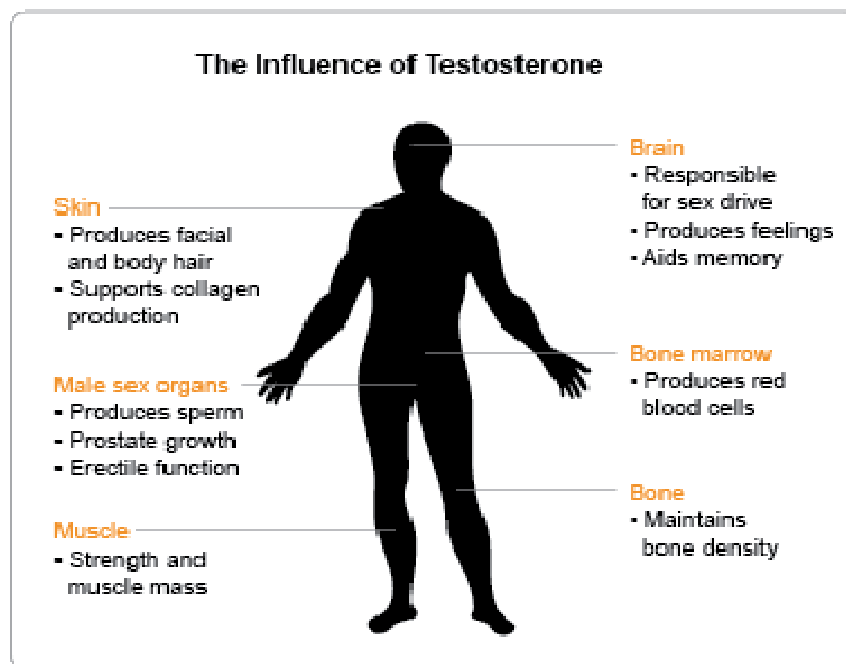 The Influence of Testosterone
Skin
- Produces facial
and body hair
- Supports collagen
production
Male sex organs
- Produces sperm
- Prostate growth
- Erectile function
Muscle
- Strength and
muscle mass
Brain
- Responsible
for sex drive
- Produces feelings
- Aids memory
Bone marrow
- Produces red
blood cells
Bone
- Maintains
bone density